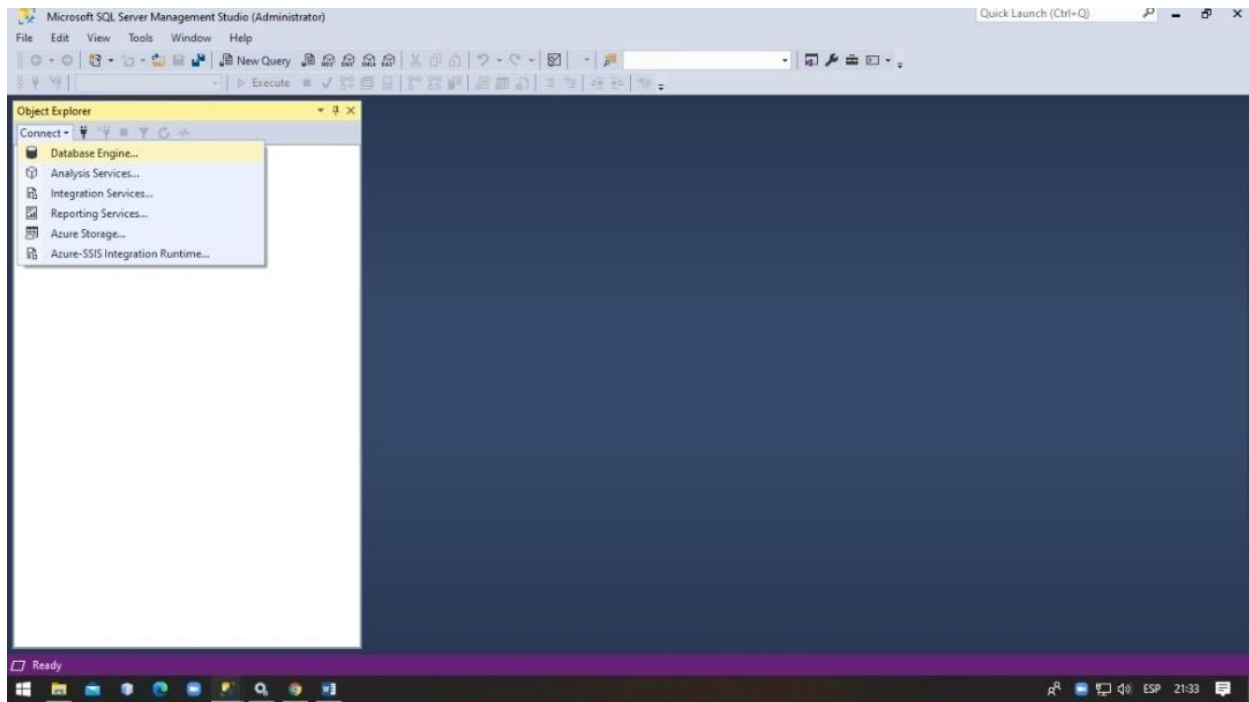 Microsoft SQL Server Management Studio (Administrator)
Quick Launch (Ctrl+Q)
File Edit View Tools Window Help
New Query
Execute
Object Explorer
Connect
Database Engine...
Analysis Services...
Integration Services...
Reporting Services...
Azure Storage...
Azure-SSIS Integration Runtime...
Ready
ESP 21:33